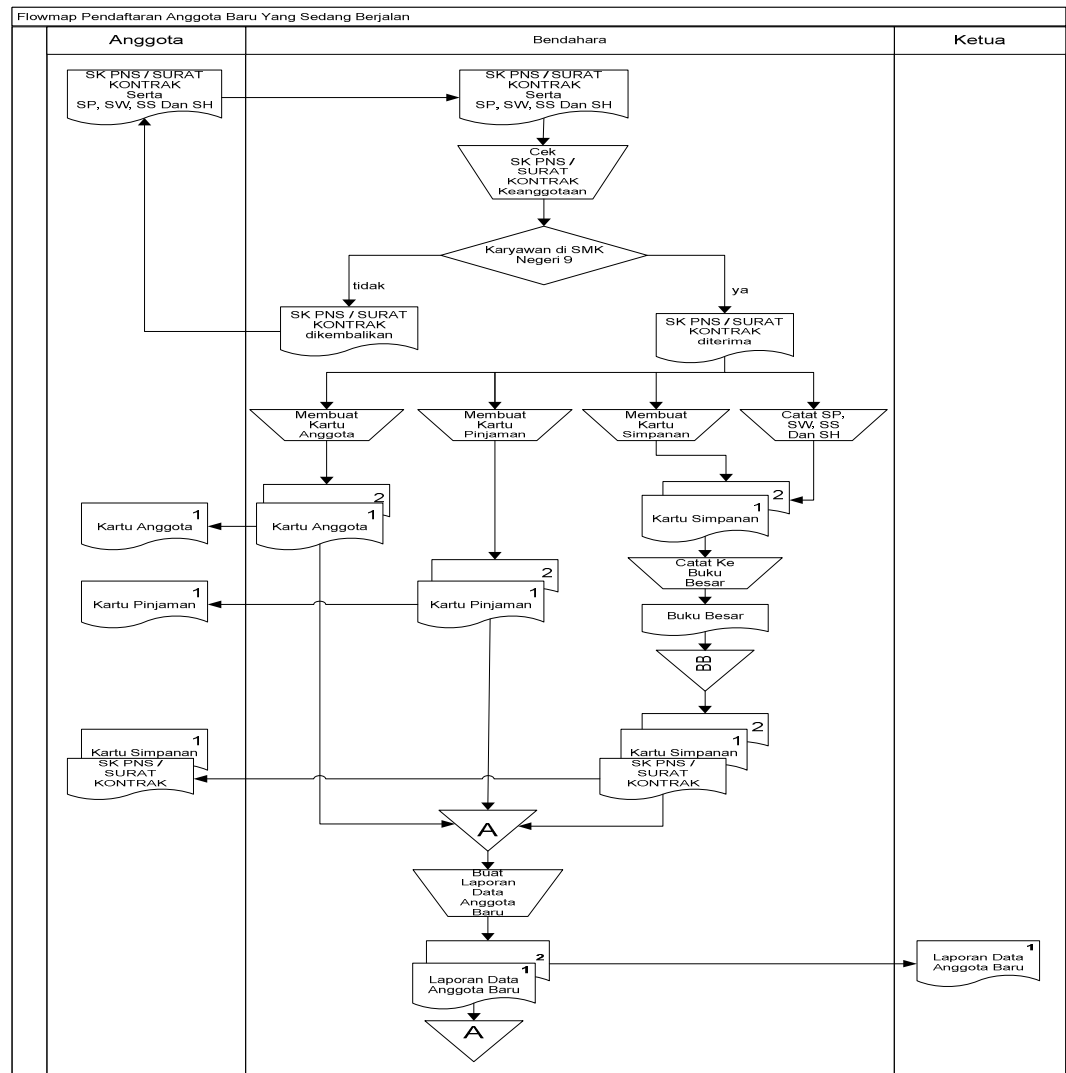 Flowmap Pendaftaran Anggota Baru Yang Sedang Berjalan
Anggota
Bendahara
Ketua
SK PNS / SURAT
KONTRAK
Serta
SP, SW, SS Dan SH
SK PNS / SURAT
KONTRAK
Serta
SP, SW, SS Dan SH
Cek
SK PNS /
SURAT
KONTRAK
Keanggotaan
Karyawan di SMK
Negeri 9
tidak
ya
SK PNS / SURAT
KONTRAK
dikembalikan
SK PNS / SURAT
KONTRAK
diterima
Membuat
Kartu
Anggota
Membuat
Kartu
Pinjaman
Membuat
Kartu
Simpanan
Catat SP,
SW, SS
Dan SH
2
1
Kartu Anggota
1
Kartu Anggota
2
1
Kartu Simpanan
Catat Ke
Buku
Besar
2
1
Kartu Pinjaman
1
Kartu Pinjaman
Buku Besar
BB
2
1
Kartu Simpanan
SK PNS /
SURAT
KONTRAK
1
Kartu Simpanan
SK PNS /
SURAT
KONTRAK
A
Buat
Laporan
Data
Anggota
Baru
2
1
Laporan Data
Anggota Baru
1
Laporan Data
Anggota Baru
A